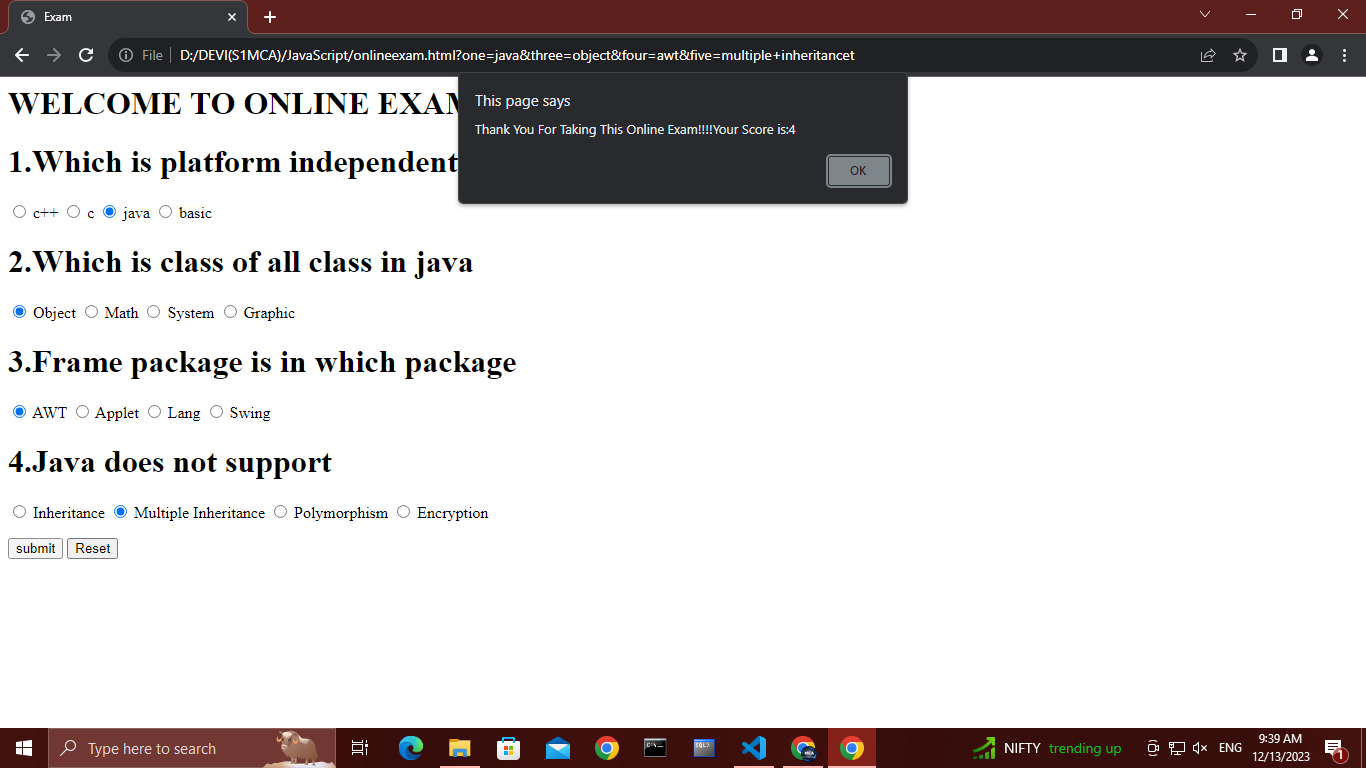 Exam
File
D:/DEVI(S1MCA)/JavaScript/onlineexam.html?one=java&three=object&four=awt&five=multiple+inheritancet
This page says
Thank You For Taking This Online Exam!!!!Your Score is:4
OK
WELCOME TO ONLINE EXAM
1.Which is platform independent
c++ c java basic
2.Which is class of all class in java
Object Math System Graphic
3.Frame package is in which package
AWT Applet Lang Swing
4.Java does not support
Inheritance Multiple Inheritance Polymorphism Encryption
submit Reset
Type here to search
NIFTY trending up
ENG
9:39 AM
12/13/2023
1